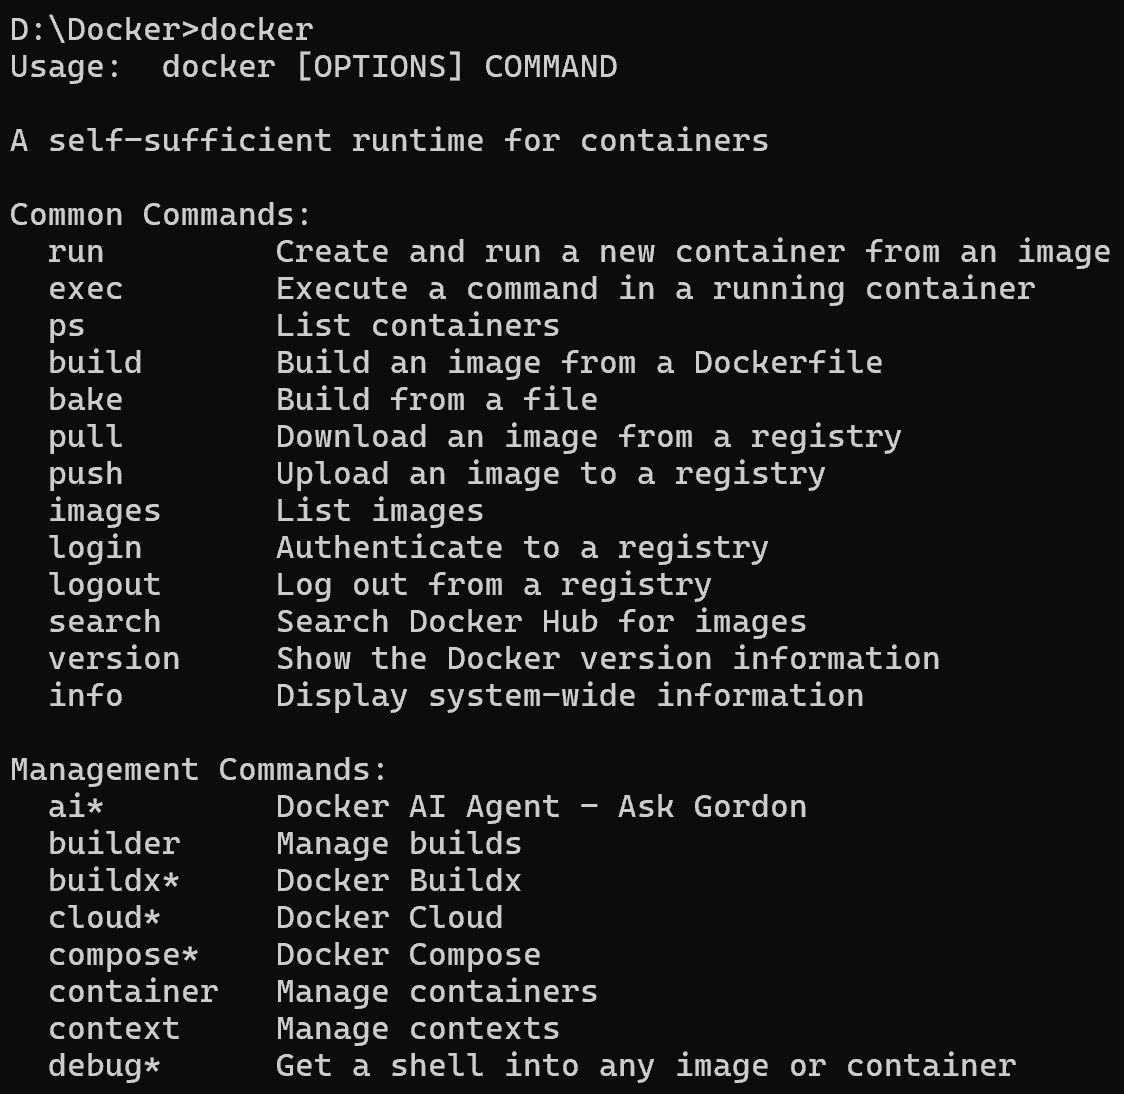 D:\Docker>docker
Usage:  docker [OPTIONS] COMMAND

A self-sufficient runtime for containers

Common Commands:
  run         Create and run a new container from an image
  exec        Execute a command in a running container
  ps          List containers
  build       Build an image from a Dockerfile
  bake        Build from a file
  pull        Download an image from a registry
  push        Upload an image to a registry
  images      List images
  login       Authenticate to a registry
  logout      Log out from a registry
  search      Search Docker Hub for images
  version     Show the Docker version information
  info        Display system-wide information

Management Commands:
  ai*         Docker AI Agent - Ask Gordon
  builder     Manage builds
  buildx*     Docker Buildx
  cloud*      Docker Cloud
  compose*    Docker Compose
  container   Manage containers
  context     Manage contexts
  debug*      Get a shell into any image or container